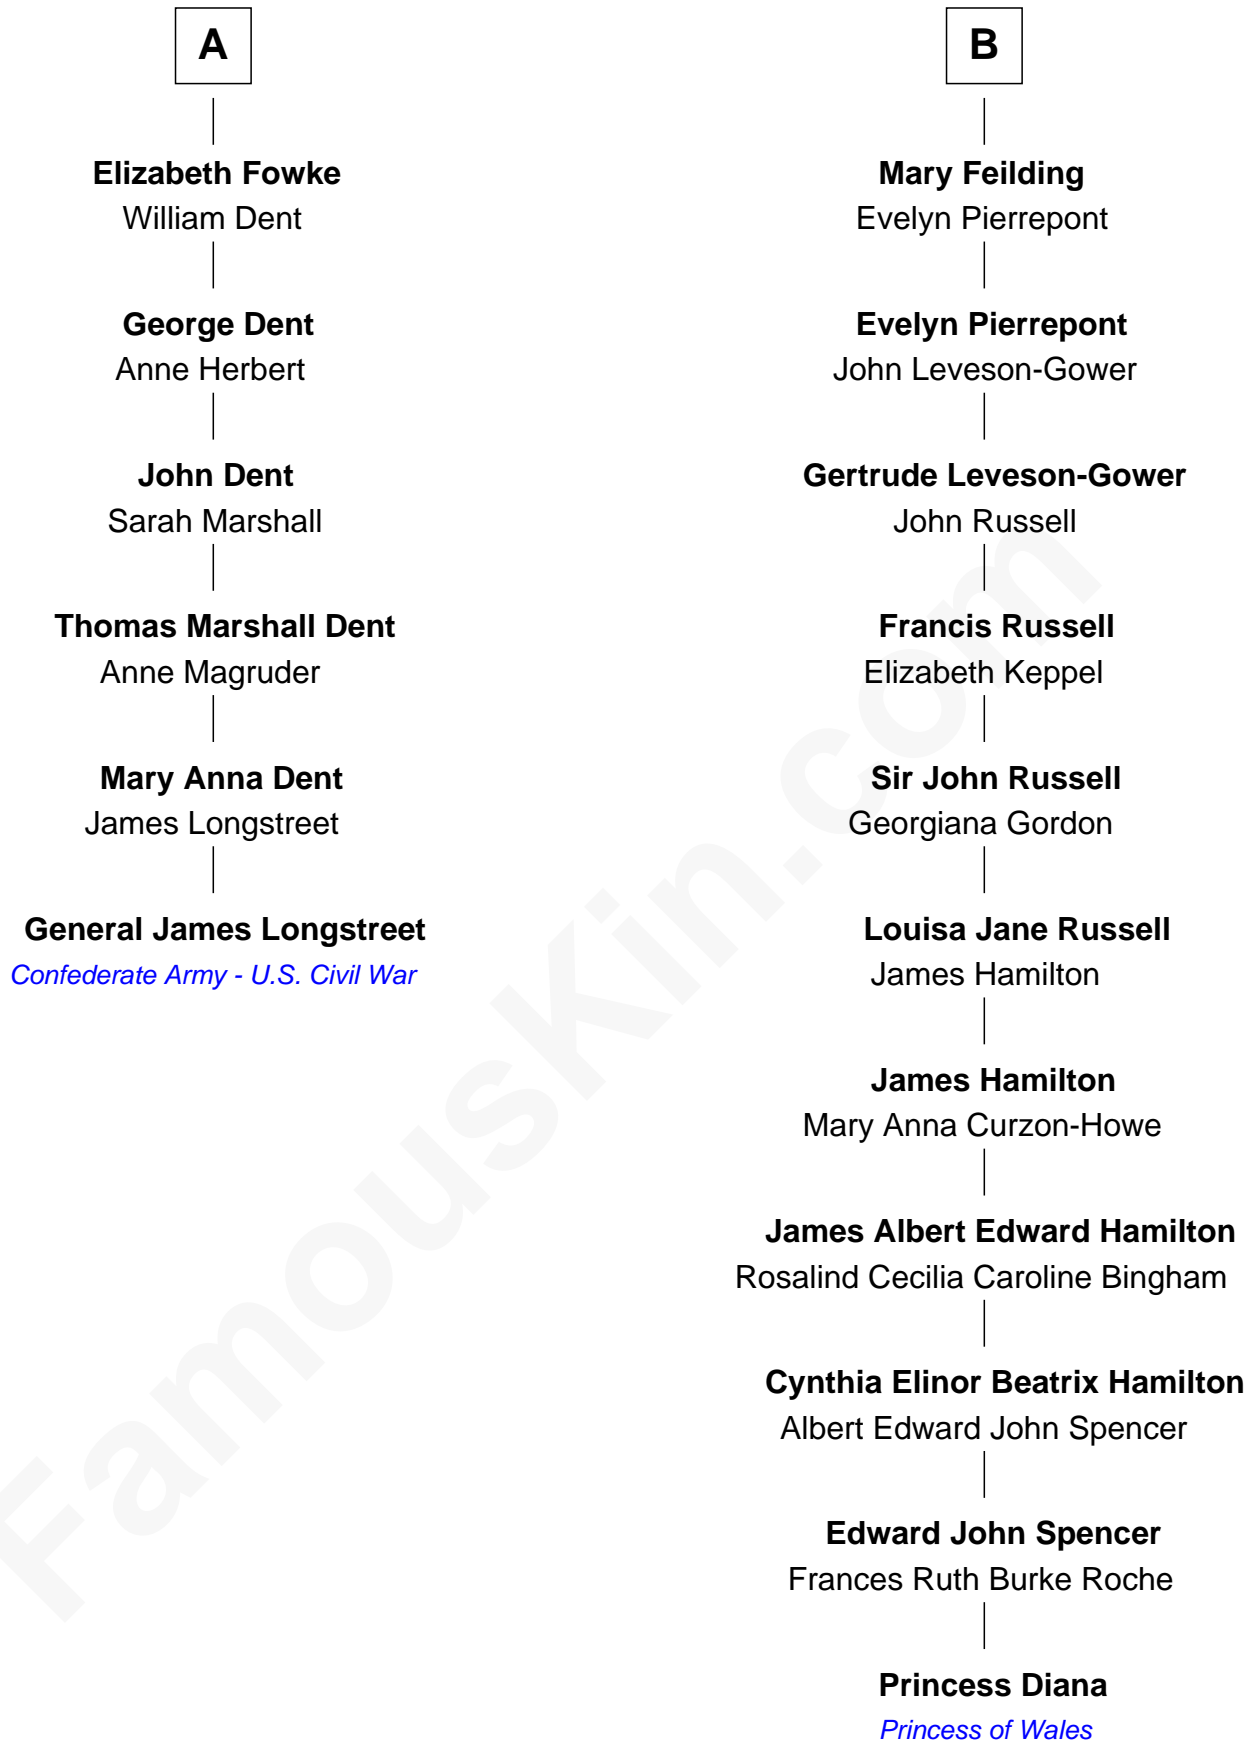 A
Elizabeth Fowke
William Dent
George Dent
Anne Herbert
John Dent
Sarah Marshall
Thomas Marshall Dent
Anne Magruder
Mary Anna Dent
James Longstreet
General James Longstreet
Confederate Army - U.S. Civil War
B
Mary Feilding
Evelyn Pierrepont
Evelyn Pierrepont
John Leveson-Gower
Gertrude Leveson-Gower
John Russell
Francis Russell
Elizabeth Keppel
Sir John Russell
Georgiana Gordon
Louisa Jane Russell
James Hamilton
James Hamilton
Mary Anna Curzon-Howe
James Albert Edward Hamilton
Rosalind Cecilia Caroline Bingham
Cynthia Elinor Beatrix Hamilton
Albert Edward John Spencer
Edward John Spencer
Frances Ruth Burke Roche
Princess Diana
Princess of Wales
FamousKin.com